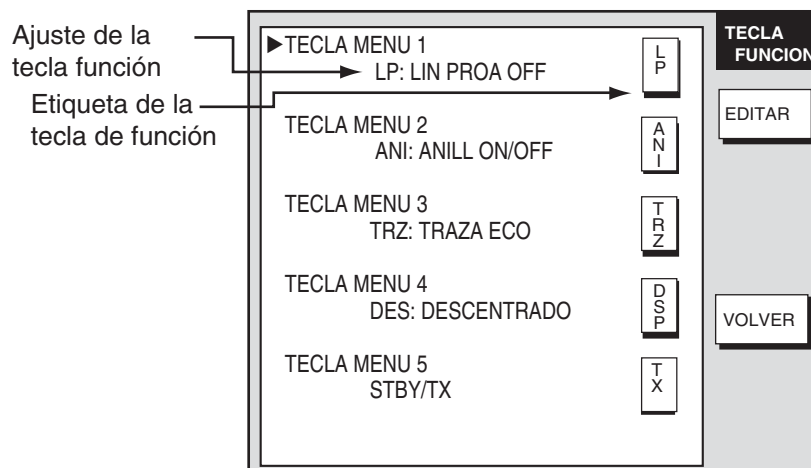 Ajuste de la
tecla función
Etiqueta de la
tecla de función
▶TECLA MENU 1
LP: LIN PROA OFF
TECLA MENU 2
ANI: ANILL ON/OFF
TECLA MENU 3
TRZ: TRAZA ECO
TECLA MENU 4
DES: DESCENTRADO
TECLA MENU 5
STBY/TX
LP
ANI
TRZ
DSP
TX
TECLA
FUNCION
EDITAR
VOLVER